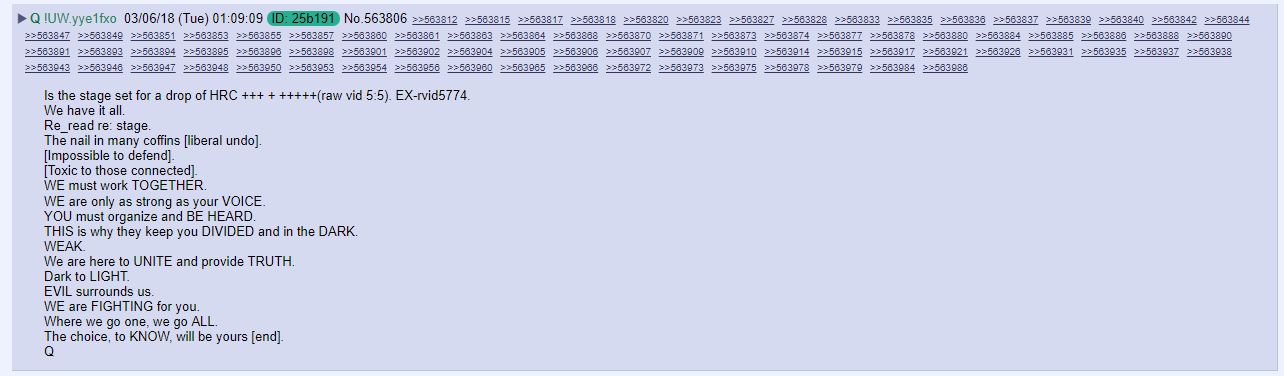 ▶ Q !UW.yye1fxo 03/06/18 (Tue) 01:09:09 ID: 25b191 No.563806 >>563812 >>563815 >>563817 >>563818 >>563820 >>563823 >>563827 >>563828 >>563833 >>563835 >>563836 >>563837 >>563839 >>563840 >>563842 >>563844
>>563847 >>563849 >>563851 >>563853 >>563855 >>563857 >>563860 >>563861 >>563863 >>563864 >>563868 >>563870 >>563871 >>563873 >>563874 >>563877 >>563878 >>563880 >>563884 >>563885 >>563886 >>563888 >>563890
>>563891 >>563893 >>563894 >>563895 >>563896 >>563898 >>563901 >>563902 >>563904 >>563905 >>563906 >>563907 >>563909 >>563910 >>563914 >>563915 >>563917 >>563921 >>563926 >>563931 >>563935 >>563937 >>563938
>>563943 >>563946 >>563947 >>563948 >>563950 >>563953 >>563954 >>563956 >>563960 >>563965 >>563966 >>563972 >>563973 >>563975 >>563978 >>563979 >>563984 >>563986
Is the stage set for a drop of HRC +++ + +++++(raw vid 5:5). EX-rvid5774.
We have it all.
Re_read re: stage.
The nail in many coffins [liberal undo].
[Impossible to defend].
[Toxic to those connected].
WE must work TOGETHER.
WE are only as strong as your VOICE.
YOU must organize and BE HEARD.
THIS is why they keep you DIVIDED and in the DARK.
WEAK.
We are here to UNITE and provide TRUTH.
Dark to LIGHT.
EVIL surrounds us.
WE are FIGHTING for you.
Where we go one, we go ALL.
The choice, to KNOW, will be yours [end].
Q